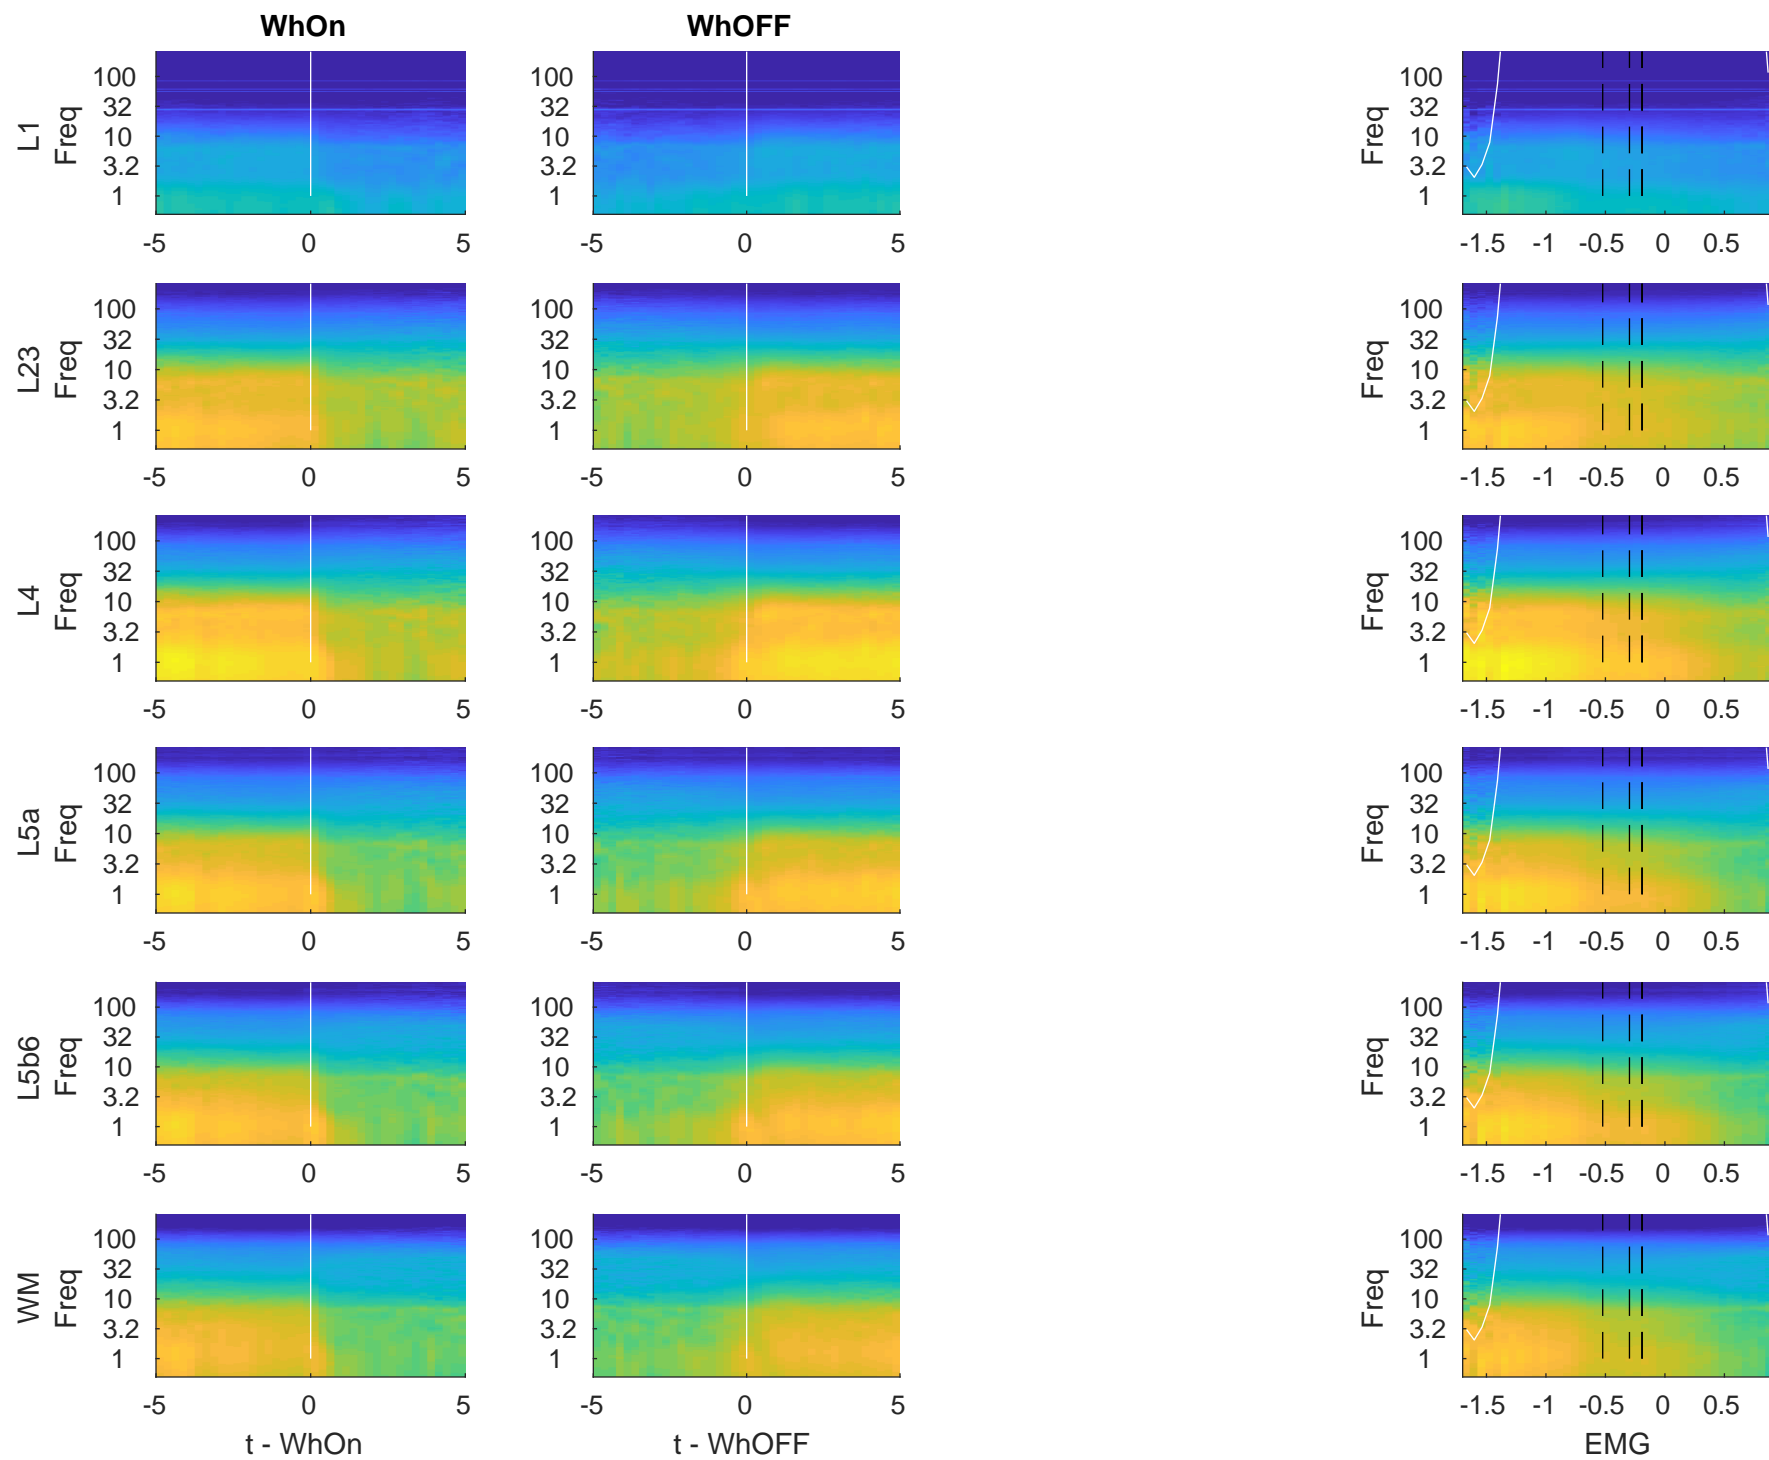 WhOn WhOFF
L1 Freq 100 32 10 3.2 1 100 32 10 3.2 1 Freq 100 32 10 3.2 1
-5 0 5 -5 0 5 -1.5 -1 -0.5 0 0.5
L23 Freq 100 32 10 3.2 1 100 32 10 3.2 1 Freq 100 32 10 3.2 1
-5 0 5 -5 0 5 -1.5 -1 -0.5 0 0.5
L4 Freq 100 32 10 3.2 1 100 32 10 3.2 1 Freq 100 32 10 3.2 1
-5 0 5 -5 0 5 -1.5 -1 -0.5 0 0.5
L5a Freq 100 32 10 3.2 1 100 32 10 3.2 1 Freq 100 32 10 3.2 1
-5 0 5 -5 0 5 -1.5 -1 -0.5 0 0.5
L5b6 Freq 100 32 10 3.2 1 100 32 10 3.2 1 Freq 100 32 10 3.2 1
-5 0 5 -5 0 5 -1.5 -1 -0.5 0 0.5
WM Freq 100 32 10 3.2 1 100 32 10 3.2 1 Freq 100 32 10 3.2 1
-5 0 5 -5 0 5 -1.5 -1 -0.5 0 0.5
t - WhOn t - WhOFF EMG